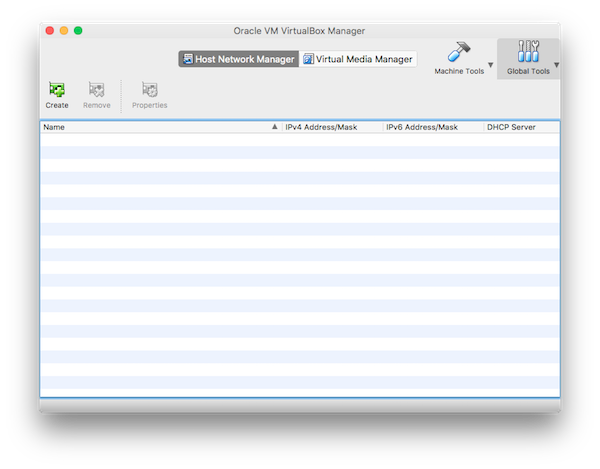 Oracle VM VirtualBox Manager
Host Network Manager Virtual Media Manager
Machine Tools Global Tools
Create Remove Properties
Name IPv4 Address/Mask IPv6 Address/Mask DHCP Server